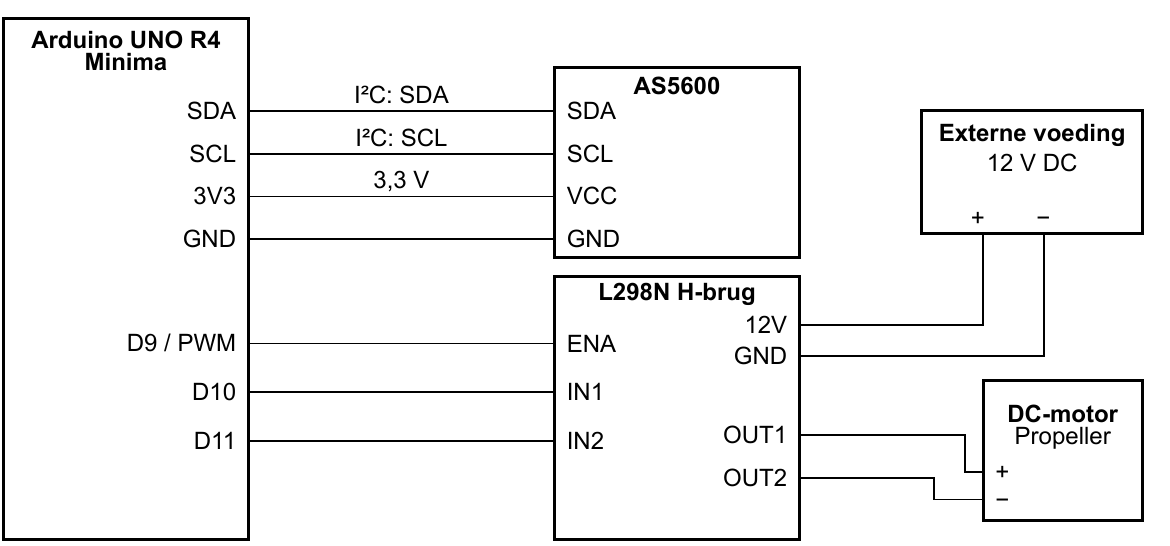 Arduino UNO R4
Minima
SDA
SCL
3V3
GND
D9 / PWM
D10
D11
I²C: SDA
I²C: SCL
3,3 V
AS5600
SDA
SCL
VCC
GND
L298N H-brug
ENA
IN1
IN2
12V
GND
OUT1
OUT2
Externe voeding
12 V DC
+ −
DC-motor
Propeller
+
−